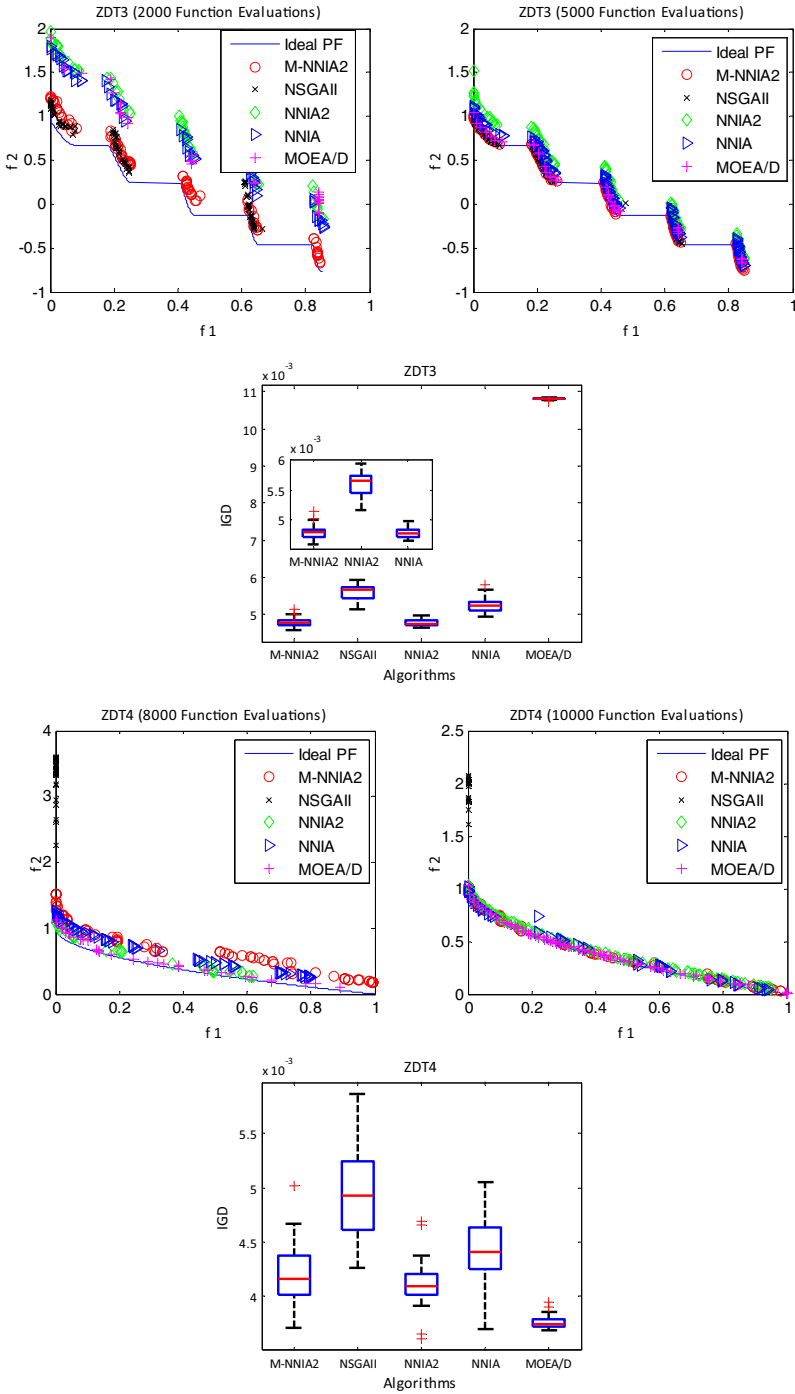 ZDT3 (2000 Function Evaluations)
2
1.5
1
0.5
0
-0.5
-1
f 2
0
0.2
0.4
0.6
0.8
1
f 1
Ideal PF
M-NNIA2
NSGAII
NNIA2
NNIA
MOEA/D
ZDT3 (5000 Function Evaluations)
2
1.5
1
0.5
0
-0.5
-1
f 2
0
0.2
0.4
0.6
0.8
1
f 1
Ideal PF
M-NNIA2
NSGAII
NNIA2
NNIA
MOEA/D
ZDT3
x 10-3
11
10
9
8
7
6
5
IGD
x 10-3
6
5.5
5
M-NNIA2
NNIA2
NNIA
M-NNIA2
NSGAII
NNIA2
NNIA
MOEA/D
Algorithms
ZDT4 (8000 Function Evaluations)
4
3
2
1
0
f 2
0
0.2
0.4
0.6
0.8
1
f 1
Ideal PF
M-NNIA2
NSGAII
NNIA2
NNIA
MOEA/D
ZDT4 (10000 Function Evaluations)
2.5
2
1.5
1
0.5
0
f 2
0
0.2
0.4
0.6
0.8
1
f 1
Ideal PF
M-NNIA2
NSGAII
NNIA2
NNIA
MOEA/D
ZDT4
x 10-3
5.5
5
4.5
4
IGD
M-NNIA2
NSGAII
NNIA2
NNIA
MOEA/D
Algorithms